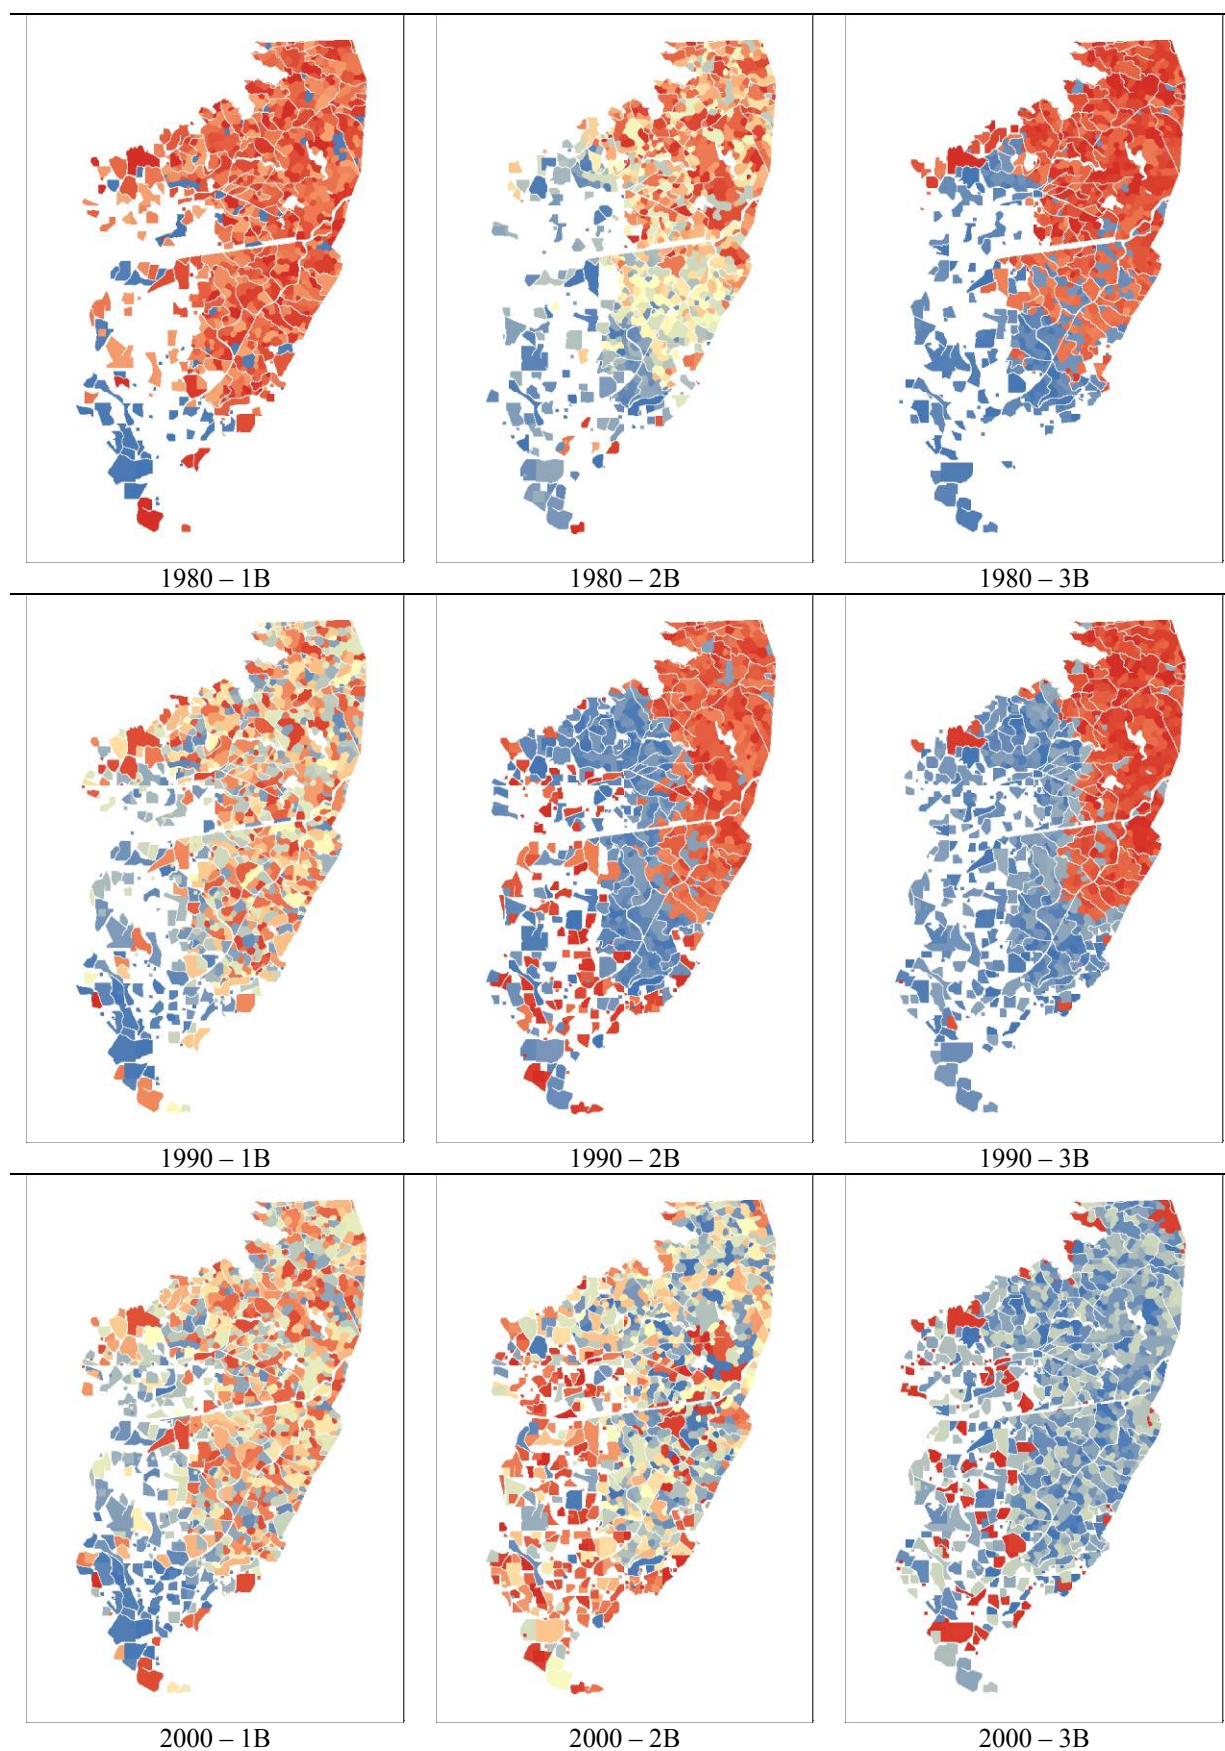 1980 – 1B
1980 – 2B
1980 – 3B
1990 – 1B
1990 – 2B
1990 – 3B
2000 – 1B
2000 – 2B
2000 – 3B